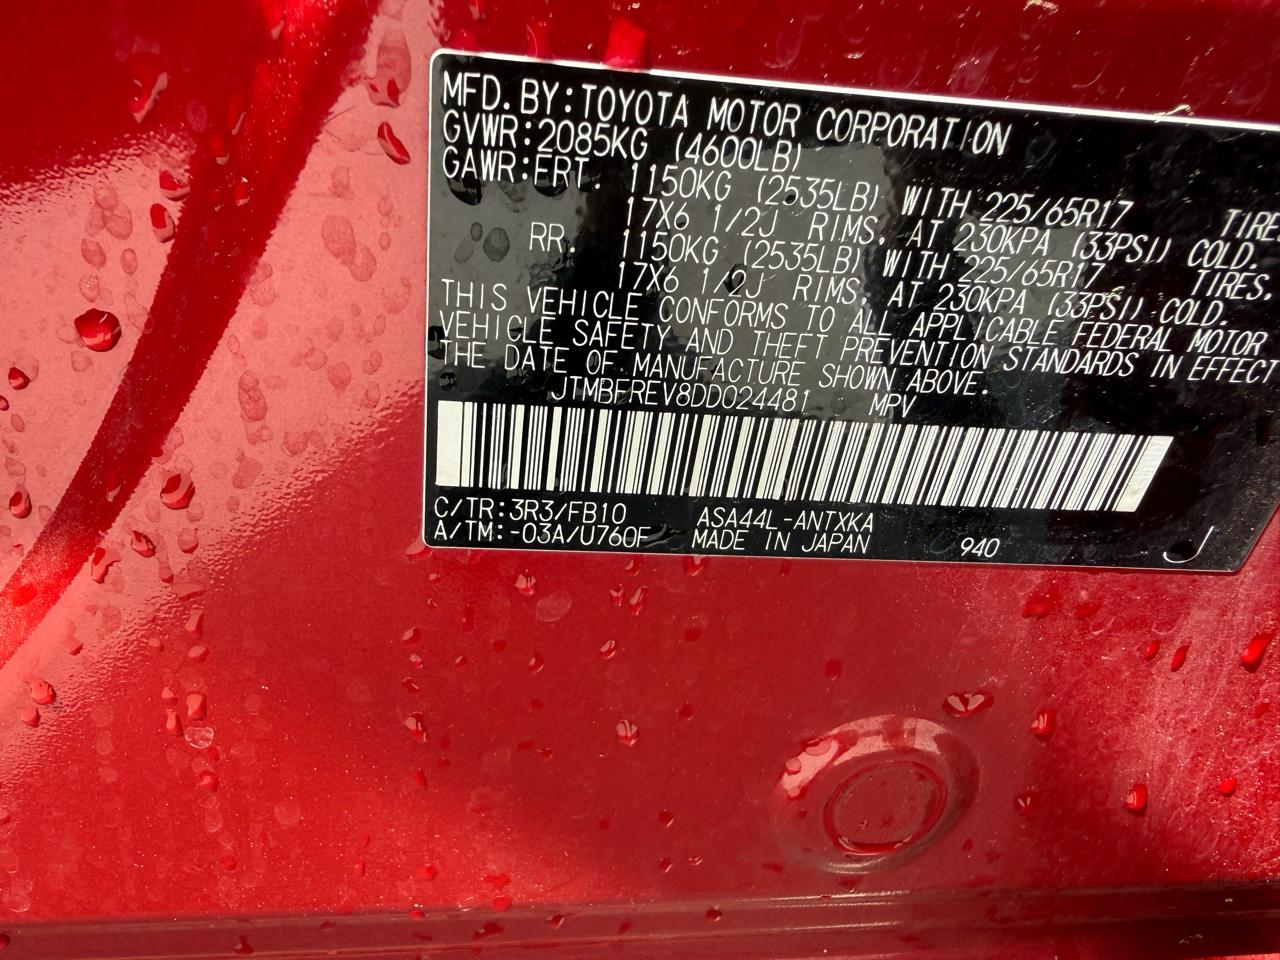 MFD. BY: TOYOTA MOTOR CORPORATION
GVWR: 2085KG (4600LB)
GAWR: FRT. 1150KG (2535LB) WITH 225/65R17 TIRE
17X6 1/2J RIMS, AT 230KPA (33PSI) COLD.
RR. 1150KG (2535LB) WITH 225/65R17 TIRES,
17X6 1/2J RIMS, AT 230KPA (33PSI) COLD.
THIS VEHICLE CONFORMS TO ALL APPLICABLE FEDERAL MOTOR
VEHICLE SAFETY AND THEFT PREVENTION STANDARDS IN EFFECT
THE DATE OF MANUFACTURE SHOWN ABOVE.
JTMBFREV8DD024481 MPV
C/TR: 3R3/FB10 ASA44L-ANTXKA
A/TM: -03A/U760F MADE IN JAPAN 940 J